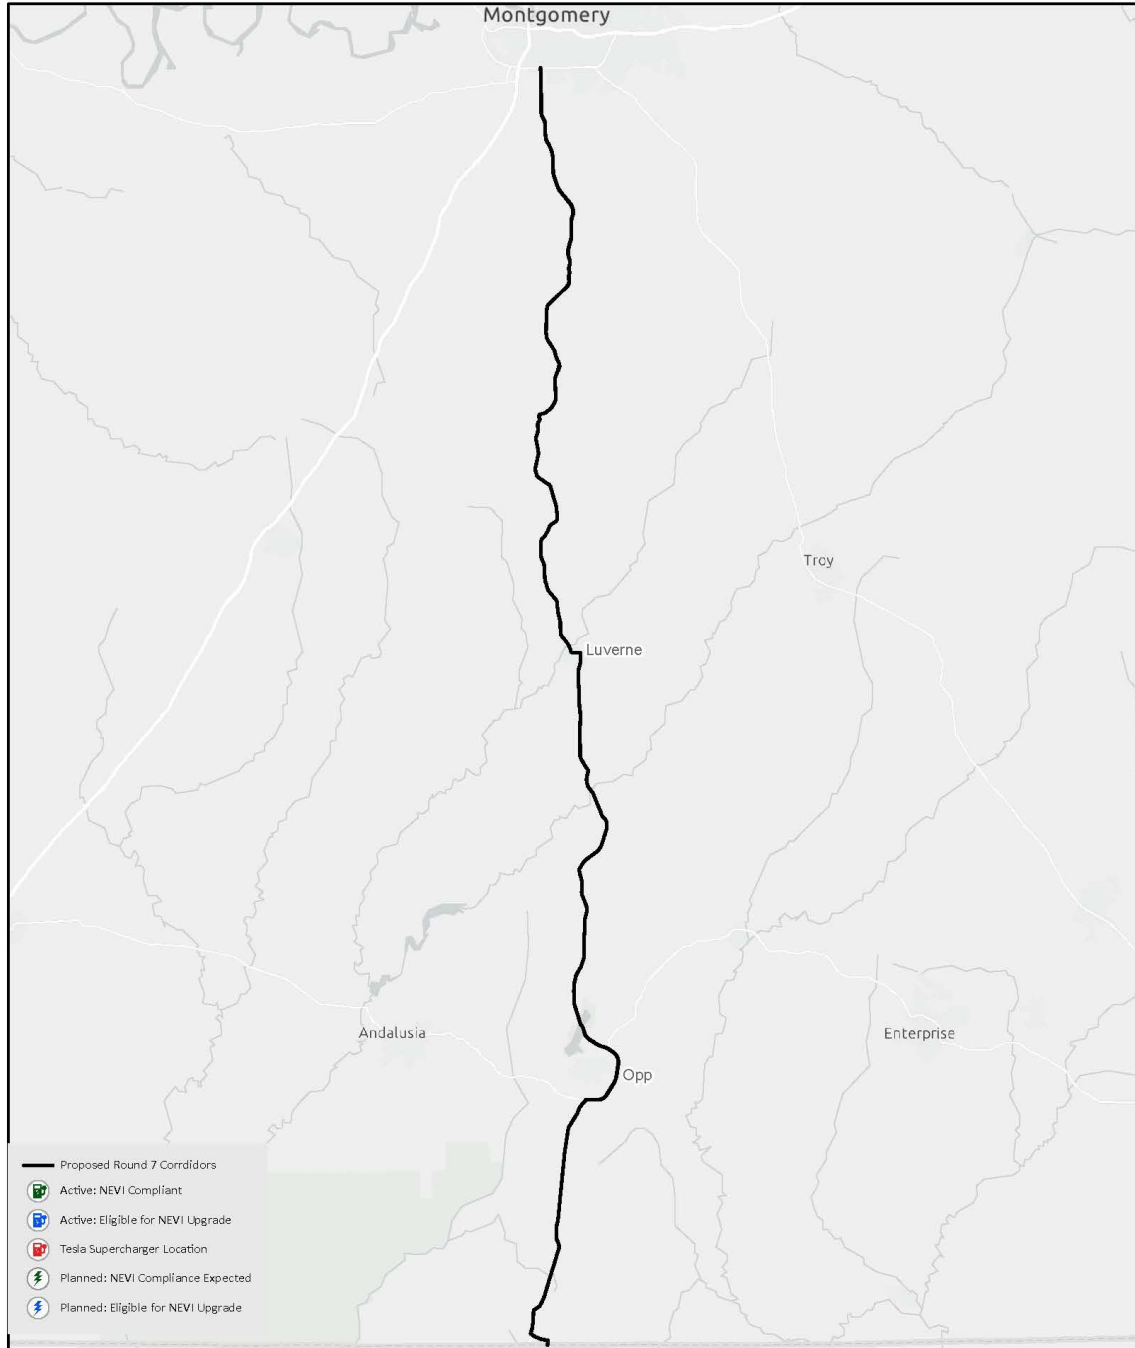 Montgomery
Troy
Luverne
Andalusia
Enterprise
Opp
Proposed Round 7 Corrdidors
Active: NEVI Compliant
Active: Eligible for NEVI Upgrade
Tesla Supercharger Location
Planned: NEVI Compliance Expected
Planned: Eligible for NEVI Upgrade